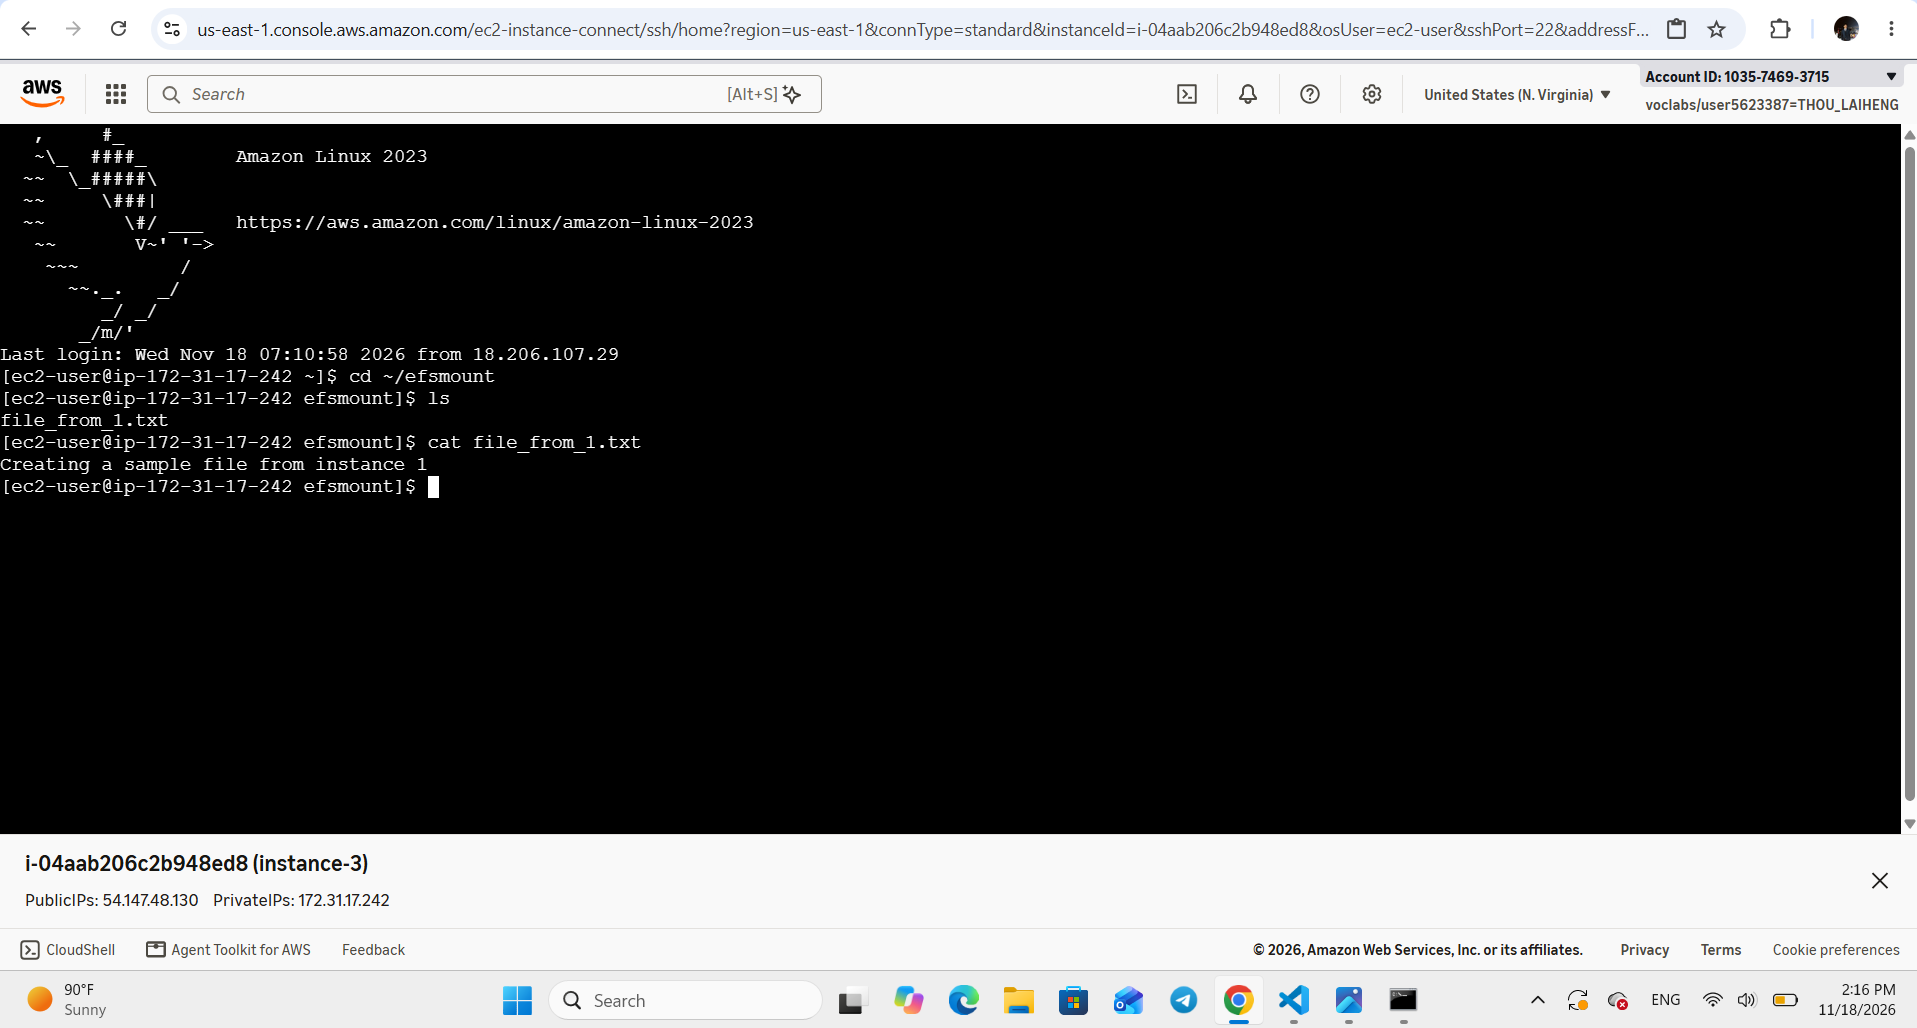 us-east-1.console.aws.amazon.com/ec2-instance-connect/ssh/home?region=us-east-1&connType=standard&instanceId=i-04aab206c2b948ed8&osUser=ec2-user&sshPort=22&addressF...
aws
Search
[Alt+S]
United States (N. Virginia)
Account ID: 1035-7469-3715
voclabs/user5623387=THOU_LAIHENG
   ,     #_
   ~\_  ####_        Amazon Linux 2023
  ~~  \_#####\
  ~~     \###|
  ~~       \#/ ___   https://aws.amazon.com/linux/amazon-linux-2023
   ~~       V~' '->
    ~~~         /
      ~~._.   _/
         _/ _/
       _/m/'
Last login: Wed Nov 18 07:10:58 2026 from 18.206.107.29
[ec2-user@ip-172-31-17-242 ~]$ cd ~/efsmount
[ec2-user@ip-172-31-17-242 efsmount]$ ls
file_from_1.txt
[ec2-user@ip-172-31-17-242 efsmount]$ cat file_from_1.txt
Creating a sample file from instance 1
[ec2-user@ip-172-31-17-242 efsmount]$
i-04aab206c2b948ed8 (instance-3)
PublicIPs: 54.147.48.130 PrivateIPs: 172.31.17.242
CloudShell
Agent Toolkit for AWS
Feedback
© 2026, Amazon Web Services, Inc. or its affiliates.
Privacy
Terms
Cookie preferences
90°F
Sunny
Search
ENG
2:16 PM
11/18/2026